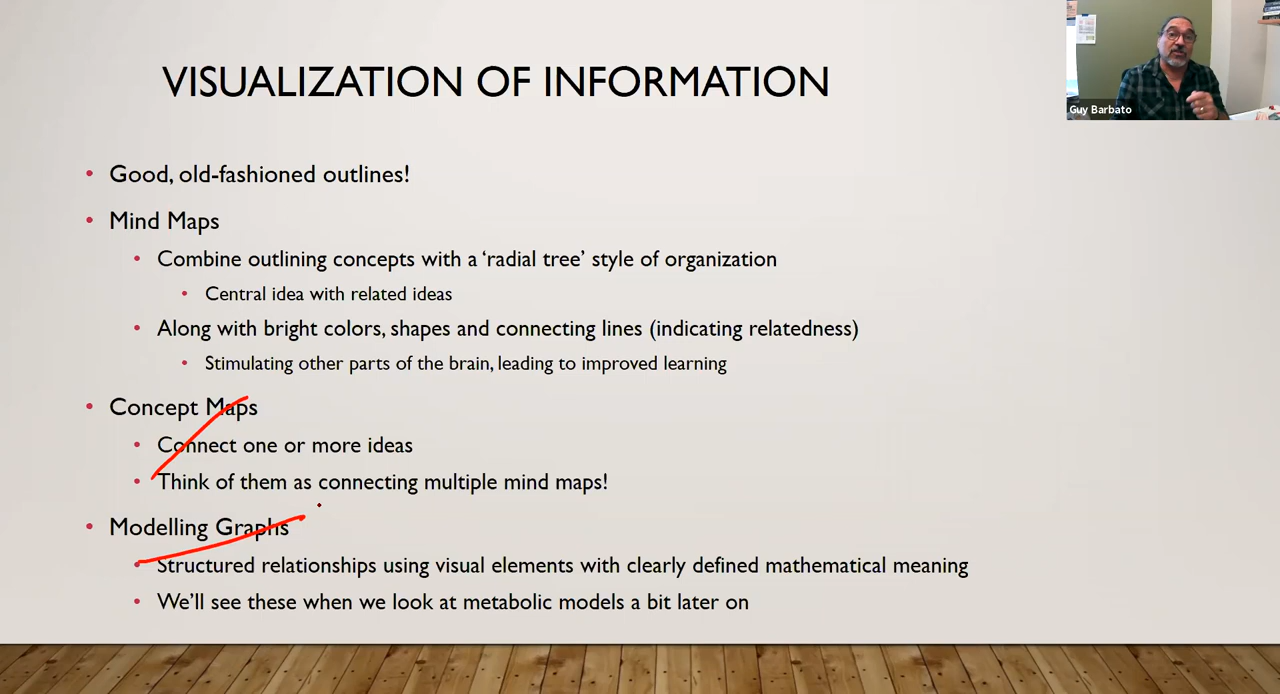 VISUALIZATION OF INFORMATION
Guy Barbato
• Good, old-fashioned outlines!
• Mind Maps
• Combine outlining concepts with a ‘radial tree’ style of organization
• Central idea with related ideas
• Along with bright colors, shapes and connecting lines (indicating relatedness)
• Stimulating other parts of the brain, leading to improved learning
• Concept Maps
• Connect one or more ideas
• Think of them as connecting multiple mind maps!
• Modelling Graphs
• Structured relationships using visual elements with clearly defined mathematical meaning
• We’ll see these when we look at metabolic models a bit later on